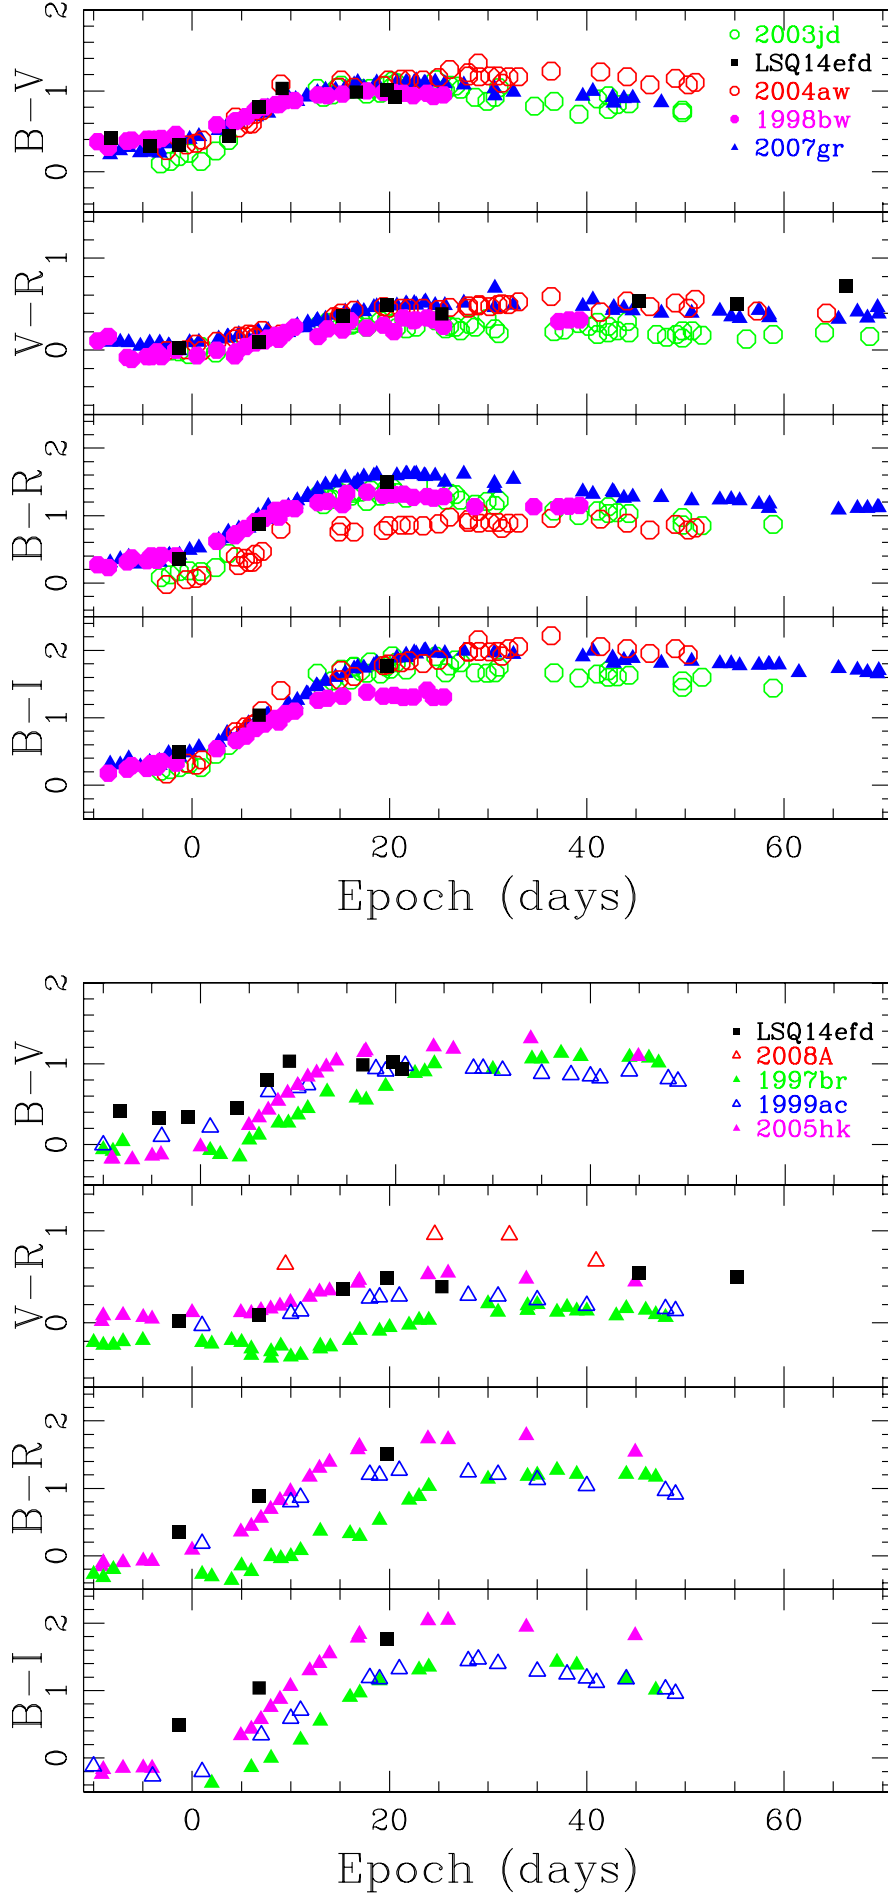 B−V
2
1
0
2003jd
LSQ14efd
2004aw
1998bw
2007gr
V−R
1
0
B−R
2
1
0
B−I
2
1
0
0 20 40 60
Epoch (days)
B−V
2
1
0
LSQ14efd
2008A
1997br
1999ac
2005hk
V−R
1
0
B−R
2
1
0
B−I
2
1
0
0 20 40 60
Epoch (days)